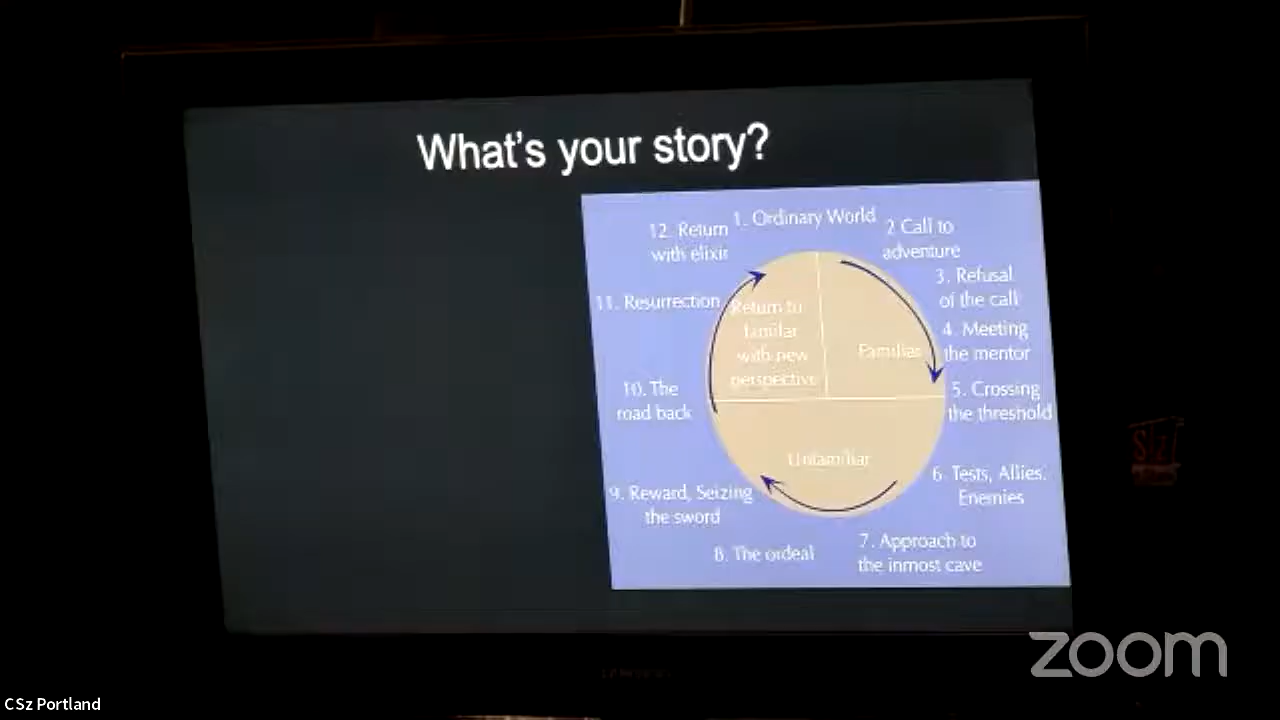 What's your story?
1. Ordinary World
2 Call to
adventure
3. Refusal
of the call
4. Meeting
the mentor
5. Crossing
the threshold
6. Tests, Allies,
Enemies
7. Approach to
the inmost cave
8. The ordeal
9. Reward, Seizing
the sword
10. The
road back
11. Resurrection
12. Return
with elixir
Return to
familiar
with new
perspective
Familiar
Unfamiliar
zoom
CSz Portland